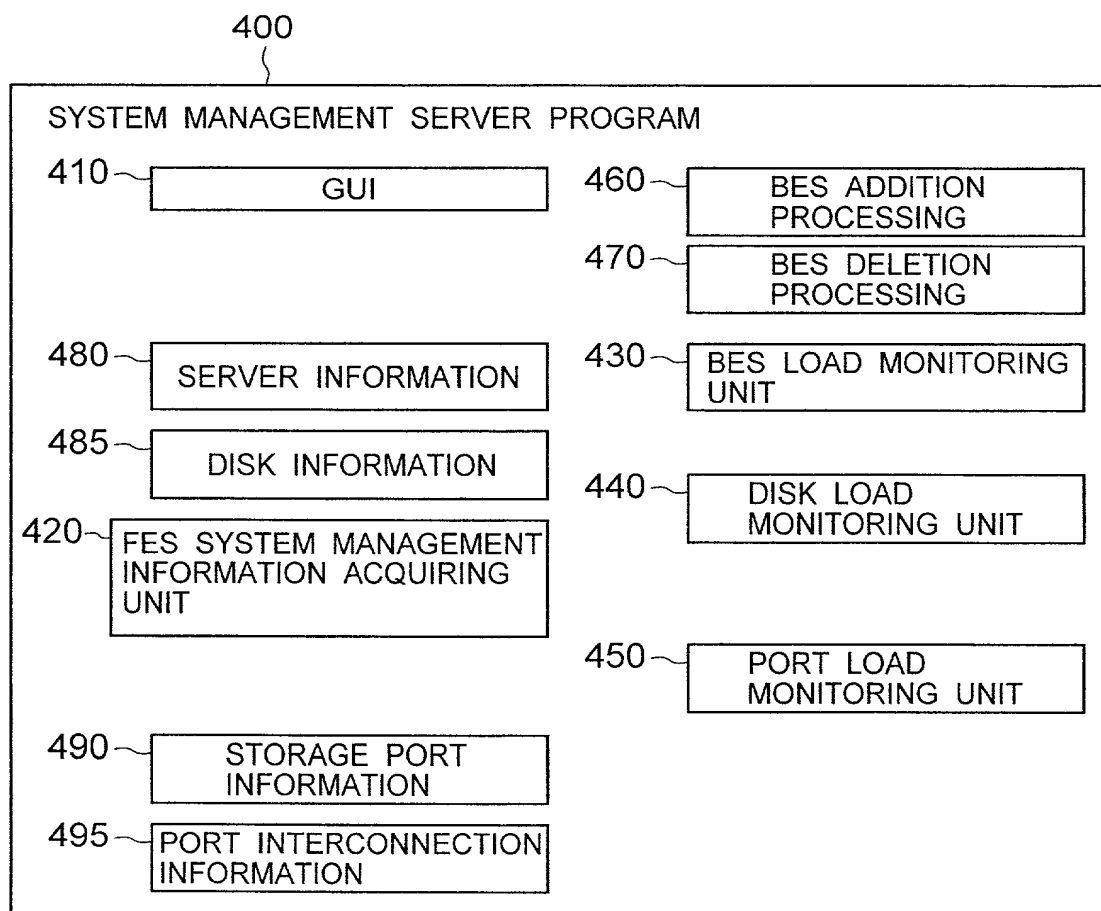 400
SYSTEM MANAGEMENT SERVER PROGRAM
410
GUI
480
SERVER INFORMATION
485
DISK INFORMATION
420
FES SYSTEM MANAGEMENT
INFORMATION ACQUIRING
UNIT
490
STORAGE PORT
INFORMATION
495
PORT INTERCONNECTION
INFORMATION
460
BES ADDITION
PROCESSING
470
BES DELETION
PROCESSING
430
BES LOAD MONITORING
UNIT
440
DISK LOAD
MONITORING UNIT
450
PORT LOAD
MONITORING UNIT